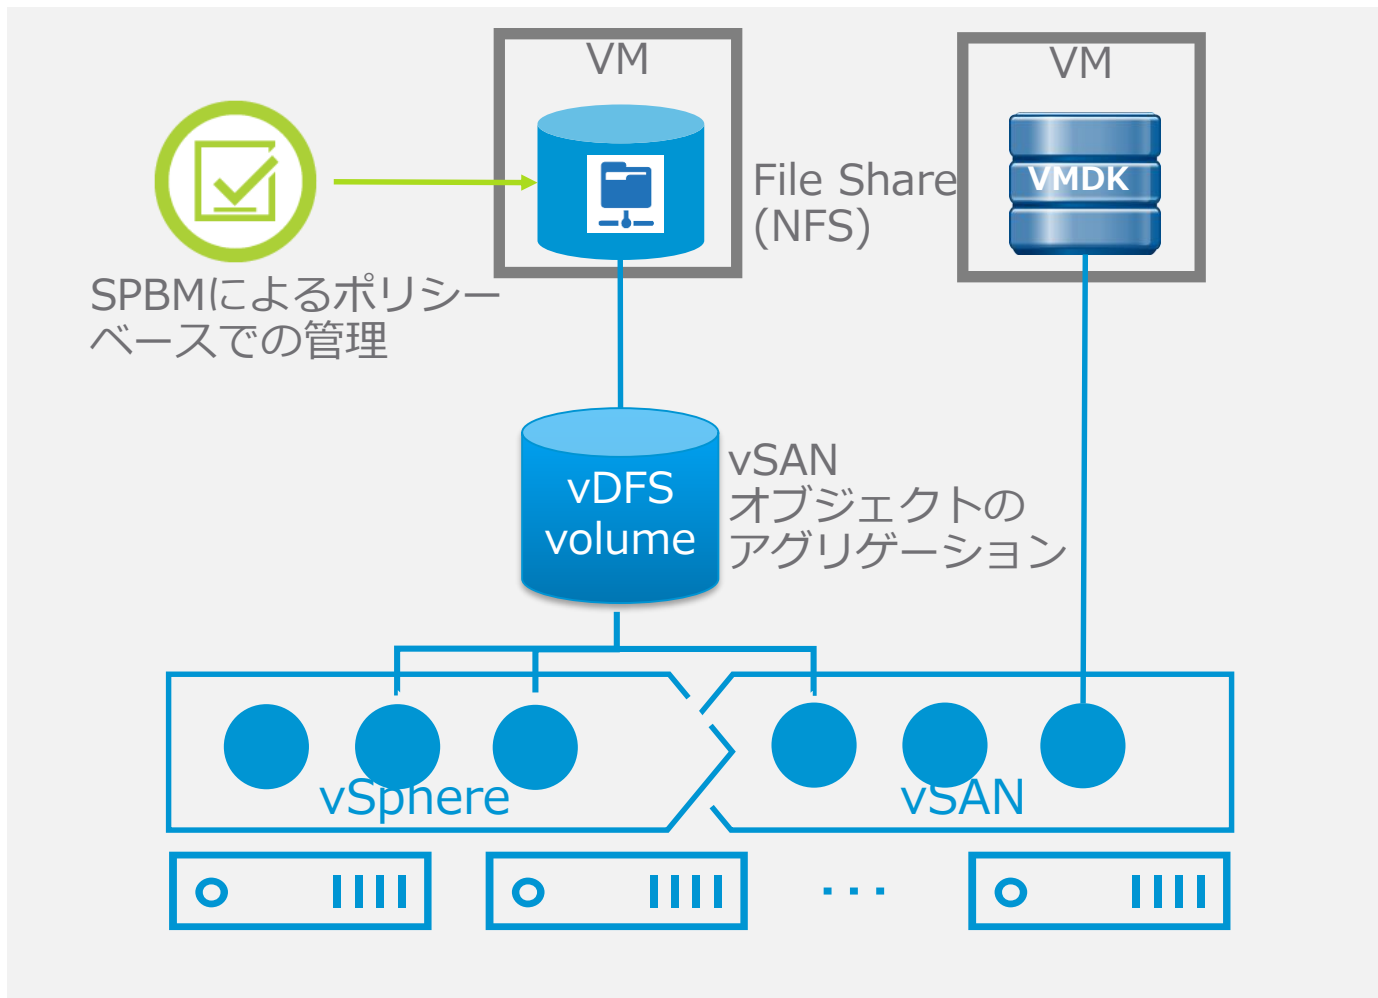 VM
VM
VMDK
File Share
(NFS)
SPBMによるポリシー
ベースでの管理
vDFS
volume
vSAN
オブジェクトの
アグリゲーション
vSphere
vSAN